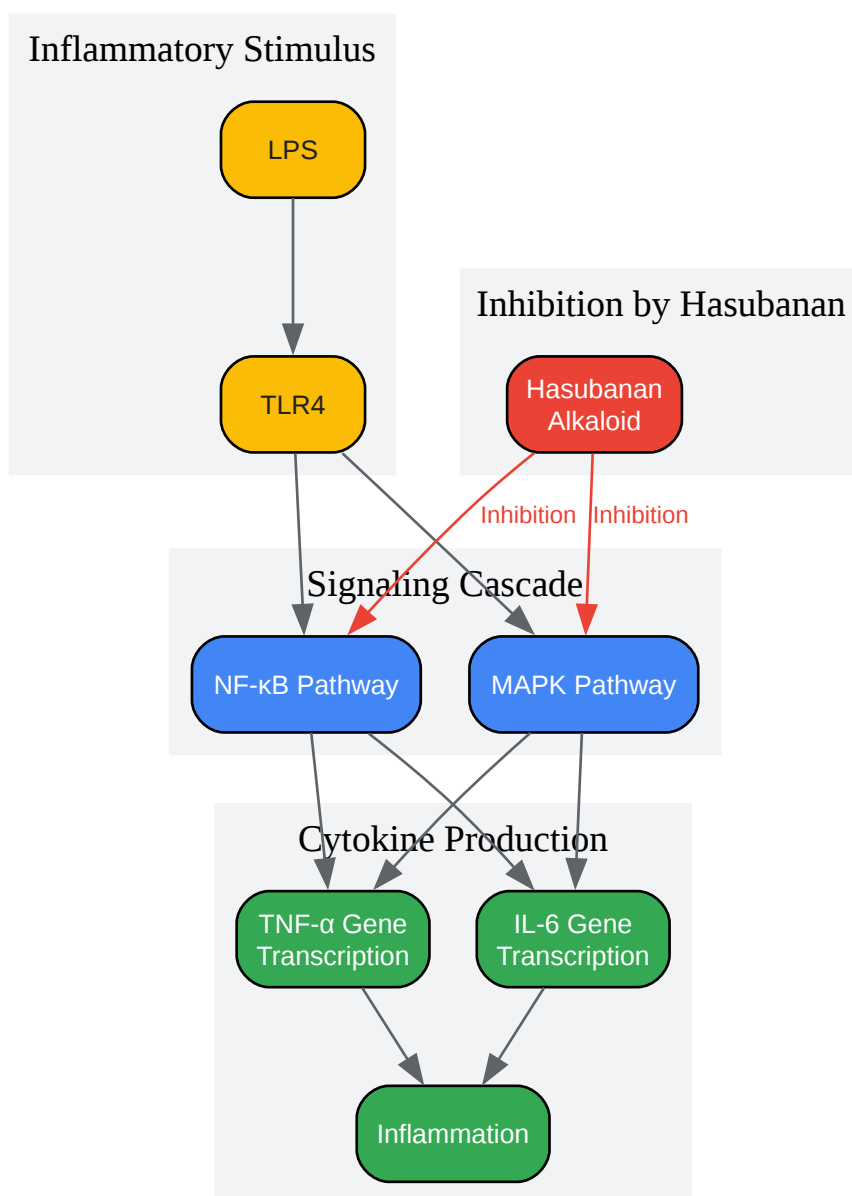 Inflammatory Stimulus
LPS
Inhibition by Hasubanan
TLR4
Hasubanan
Alkaloid
Inhibition
Inhibition
Signaling Cascade
NF-κB Pathway
MAPK Pathway
Cytokine Production
TNF-α Gene
Transcription
IL-6 Gene
Transcription
Inflammation